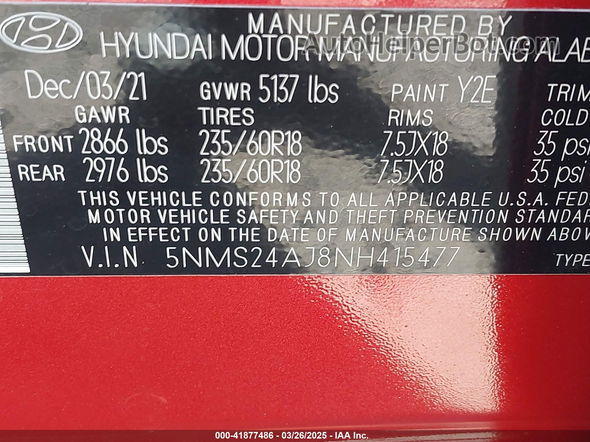 MANUFACTURED BY
HYUNDAI MOTOR MANUFACTURING ALAB
AutoHelperBot.com
Dec/03/21 GVWR 5137 lbs PAINT Y2E TRIM
GAWR TIRES RIMS COLD
FRONT 2866 lbs 235/60R18 7.5JX18 35 psi
REAR 2976 lbs 235/60R18 7.5JX18 35 psi
THIS VEHICLE CONFORMS TO ALL APPLICABLE U.S.A. FED
MOTOR VEHICLE SAFETY AND THEFT PREVENTION STANDAR
IN EFFECT ON THE DATE OF MANUFACTURE SHOWN ABOVE.
V.I.N 5NMS24AJ8NH415477 TYPE
000-41877486 - 03/26/2025 - IAA Inc.